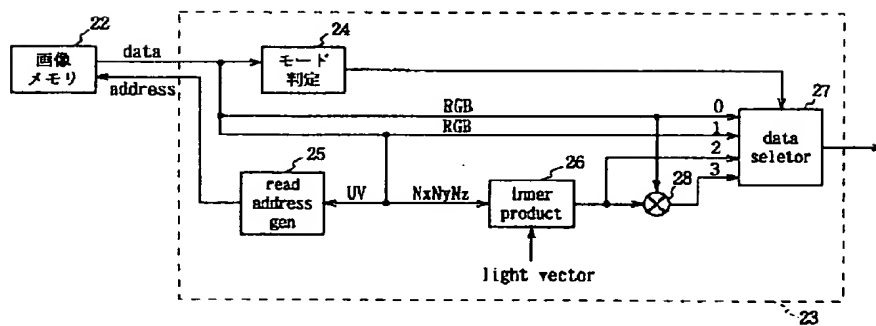 22
画像
メモリ
data
address
24
モード
判定
RGB
RGB
0
1
2
3
27
data
seletor
25
read
address
gen
UV
NxNyNz
26
inner
product
28
light vector
23